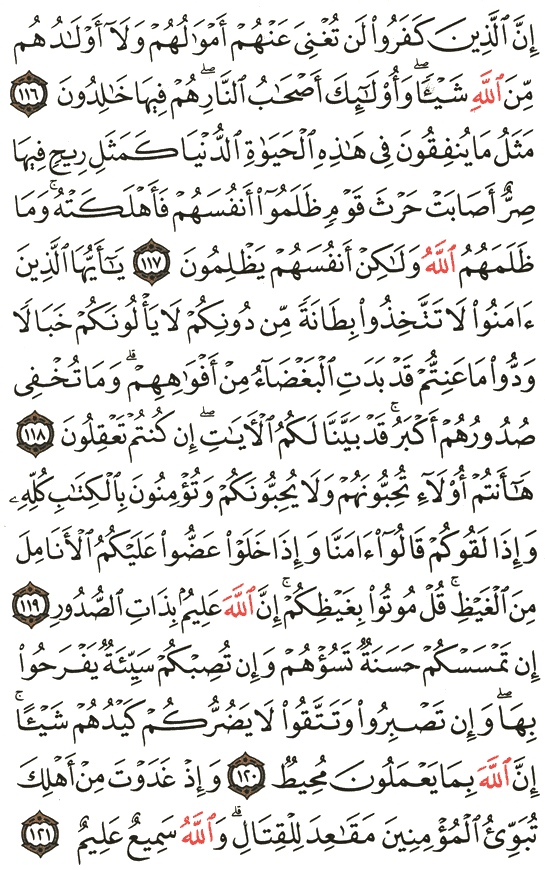 إِنَّ ٱلَّذِينَ كَفَرُوا۟ لَن تُغْنِىَ عَنْهُمْ أَمْوَٰلُهُمْ وَلَآ أَوْلَـٰدُهُم
مِّنَ ٱللَّهِ شَيْـًٔا ۖ وَأُو۟لَـٰٓئِكَ أَصْحَـٰبُ ٱلنَّارِ ۖ هُمْ فِيهَا خَـٰلِدُونَ ١١٦
مَثَلُ مَا يُنفِقُونَ فِى هَـٰذِهِ ٱلْحَيَوٰةِ ٱلدُّنْيَا كَمَثَلِ رِيحٍ فِيهَا
صِرٌّ أَصَابَتْ حَرْثَ قَوْمٍ ظَلَمُوٓا۟ أَنفُسَهُمْ فَأَهْلَكَتْهُ ۚ وَمَا
ظَلَمَهُمُ ٱللَّهُ وَلَـٰكِنْ أَنفُسَهُمْ يَظْلِمُونَ ١١٧ يَـٰٓأَيُّهَا ٱلَّذِينَ
ءَامَنُوا۟ لَا تَتَّخِذُوا۟ بِطَانَةً مِّن دُونِكُمْ لَا يَأْلُونَكُمْ خَبَالًا
وَدُّوا۟ مَا عَنِتُّمْ قَدْ بَدَتِ ٱلْبَغْضَآءُ مِنْ أَفْوَٰهِهِمْ ۗ وَمَا تُخْفِى
صُدُورُهُمْ أَكْبَرُ ۚ قَدْ بَيَّنَّا لَكُمُ ٱلْـَٔايَـٰتِ ۖ إِن كُنتُمْ تَعْقِلُونَ ١١٨
هَـٰٓأَنتُمْ أُو۟لَآءِ تُحِبُّونَهُمْ وَلَا يُحِبُّونَكُمْ وَتُؤْمِنُونَ بِٱلْكِتَـٰبِ كُلِّهِۦ
وَإِذَا لَقُوكُمْ قَالُوٓا۟ ءَامَنَّا وَإِذَا خَلَوْا۟ عَضُّوا۟ عَلَيْكُمُ ٱلْأَنَامِلَ
مِنَ ٱلْغَيْظِ ۚ قُلْ مُوتُوا۟ بِغَيْظِكُمْ ۗ إِنَّ ٱللَّهَ عَلِيمٌۢ بِذَاتِ ٱلصُّدُورِ ١١٩
إِن تَمْسَسْكُمْ حَسَنَةٌ تَسُؤْهُمْ وَإِن تُصِبْكُمْ سَيِّئَةٌ يَفْرَحُوا۟
بِهَا ۖ وَإِن تَصْبِرُوا۟ وَتَتَّقُوا۟ لَا يَضُرُّكُمْ كَيْدُهُمْ شَيْـًٔا ۗ
إِنَّ ٱللَّهَ بِمَا يَعْمَلُونَ مُحِيطٌ ١٢٠ وَإِذْ غَدَوْتَ مِنْ أَهْلِكَ
تُبَوِّئُ ٱلْمُؤْمِنِينَ مَقَـٰعِدَ لِلْقِتَالِ ۗ وَٱللَّهُ سَمِيعٌ عَلِيمٌ ١٢١